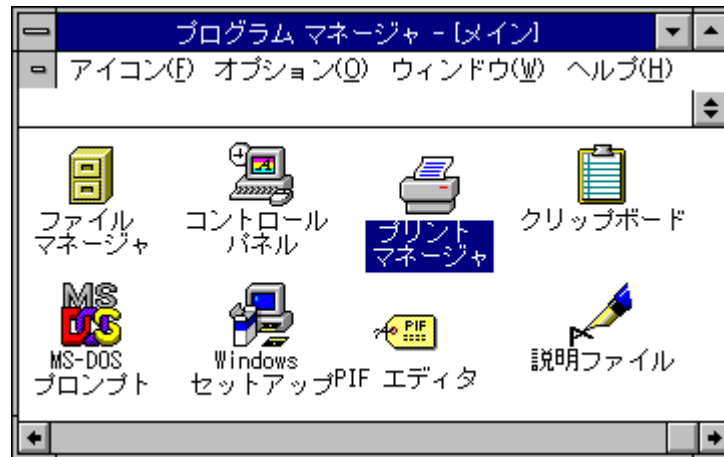 プログラム マネージャ - [メイン]
アイコン(F) オプション(O) ウィンドウ(W) ヘルプ(H)
ファイル
マネージャ
コントロール
パネル
プリント
マネージャ
クリップボード
MS
DOS
MS-DOS
プロンプト
Windows
セットアップ
PIF
PIF エディタ
説明ファイル